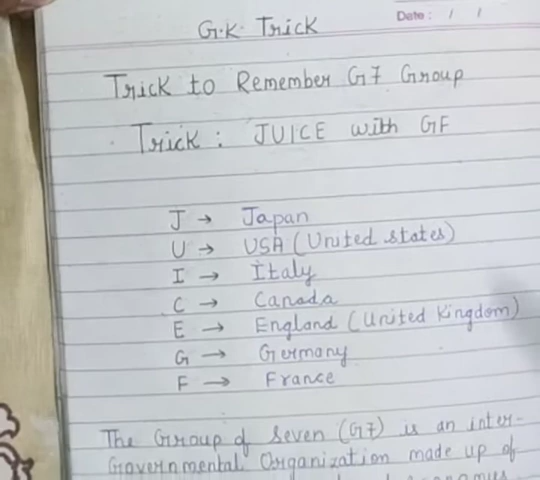 G.K. Trick
Date: / /
Trick to Remember G7 Group
Trick : JUICE with GF
J → Japan
U → USA (United states)
I → Italy
C → Canada
E → England (United Kingdom)
G → Germany
F → France
The Group of Seven (G7) is an inter-
Governmental Organization made up of